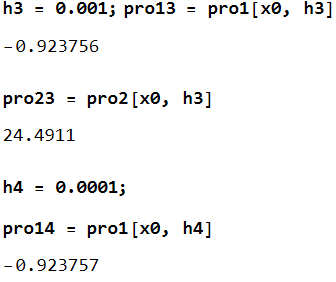 h3 = 0.001; pro13 = pro1[x0, h3]
-0.923756
pro23 = pro2[x0, h3]
24.4911
h4 = 0.0001;
pro14 = pro1[x0, h4]
-0.923757